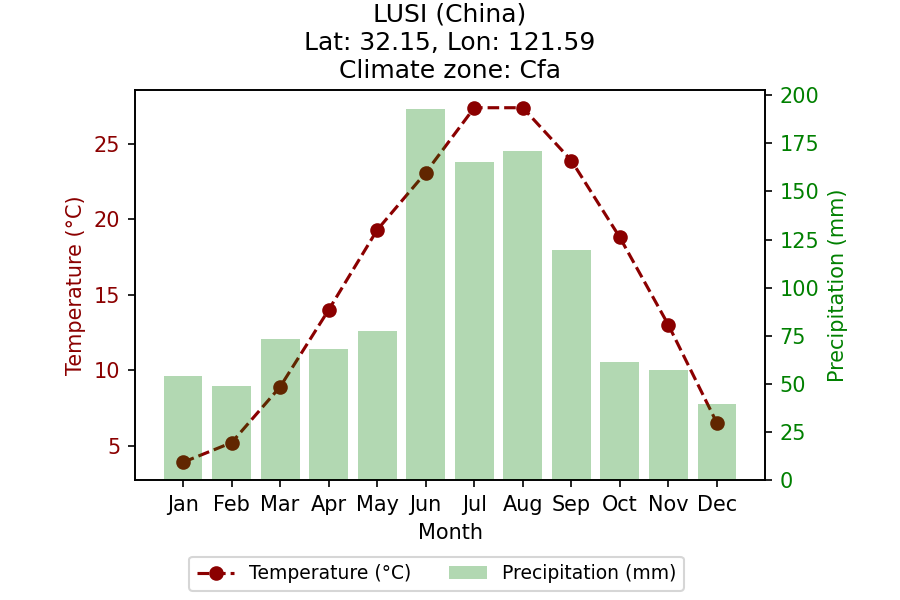 LUSI (China)
Lat: 32.15, Lon: 121.59
Climate zone: Cfa
Temperature (°C)
25
20
15
10
5
200
175
150
125
100
75
50
25
0
Precipitation (mm)
Jan Feb Mar Apr May Jun Jul Aug Sep Oct Nov Dec
Month
Temperature (°C) Precipitation (mm)